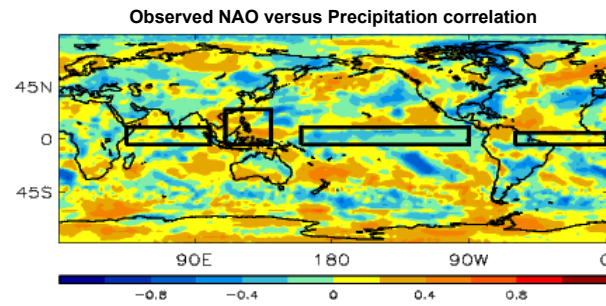 Observed NAO versus Precipitation correlation
45N
0
45S
90E 180 90W 0
-0.8 -0.4 0 0.4 0.8